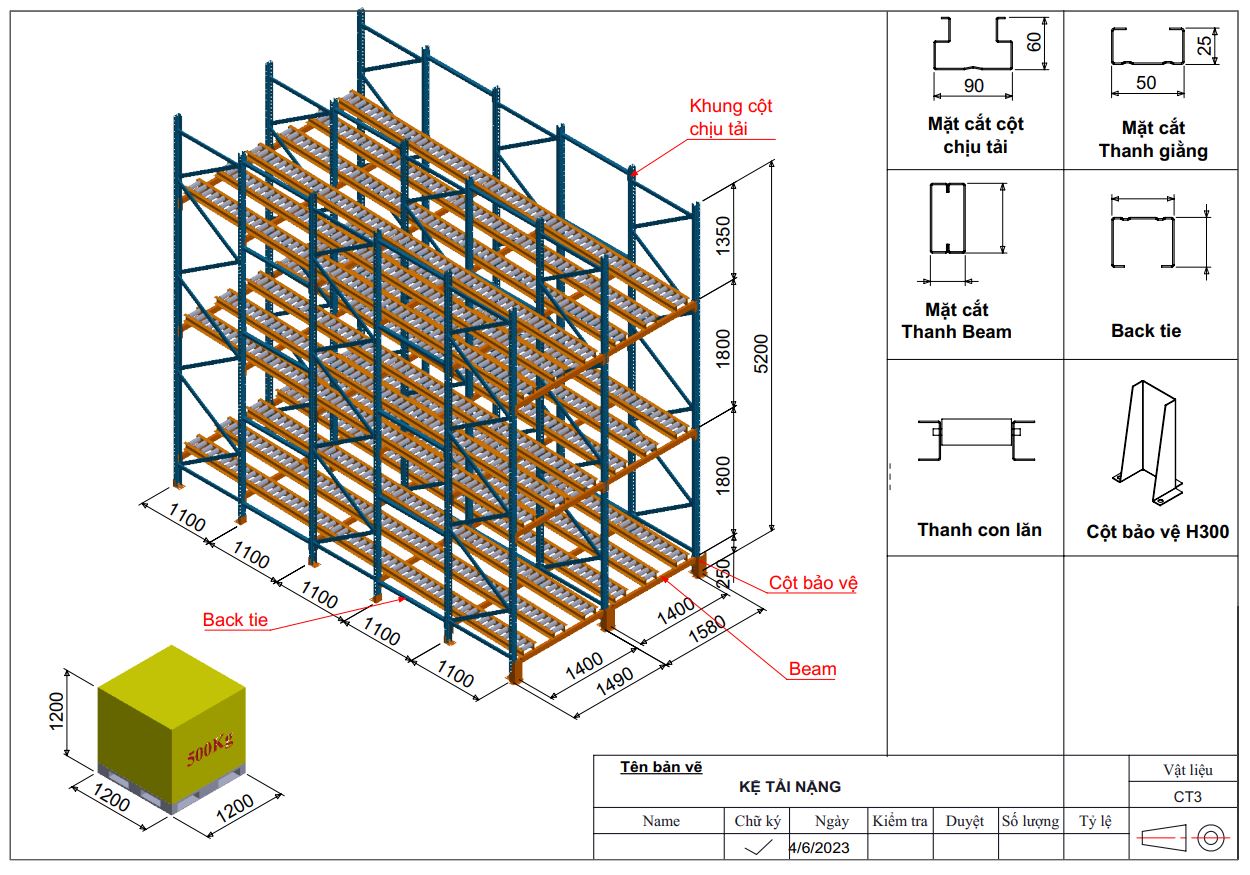 Khung cột
chịu tải
1350
1800
5200
1800
250
1100
1100
1100
1100
1100
Back tie
Cột bảo vệ
1400
1580
1400
1490
Beam
1200
500Kg
1200
1200
60
90
Mặt cắt cột
chịu tải
25
50
Mặt cắt
Thanh giằng
Mặt cắt
Thanh Beam
Back tie
Thanh con lăn
Cột bảo vệ H300
Tên bản vẽ
KỆ TẢI NẶNG
Vật liệu
CT3
Name
Chữ ký
Ngày
Kiểm tra
Duyệt
Số lượng
Tỷ lệ
4/6/2023